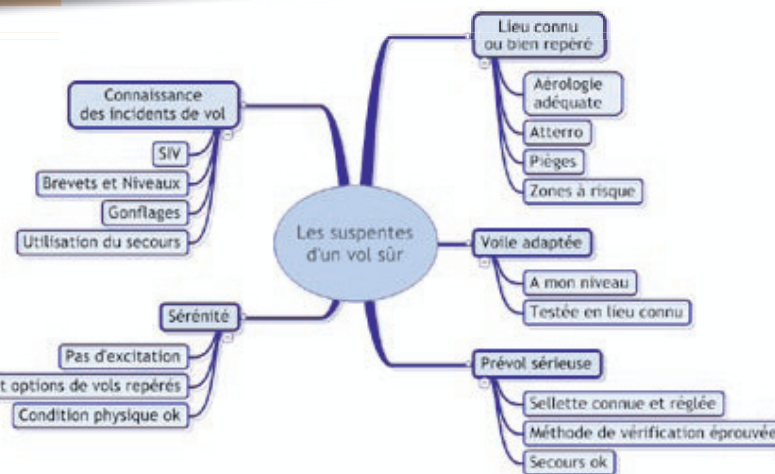 Les suspentes
d'un vol sûr
Connaissance
des incidents de vol
SIV
Brevets et Niveaux
Gonflages
Utilisation du secours
Sérénité
Pas d'excitation
t options de vols repérés
Condition physique ok
Lieu connu
ou bien repéré
Aérologie
adéquate
Atterro
Pièges
Zones à risque
Voile adaptée
A mon niveau
Testée en lieu connu
Prévol sérieuse
Sellette connue et réglée
Méthode de vérification éprouvée
Secours ok